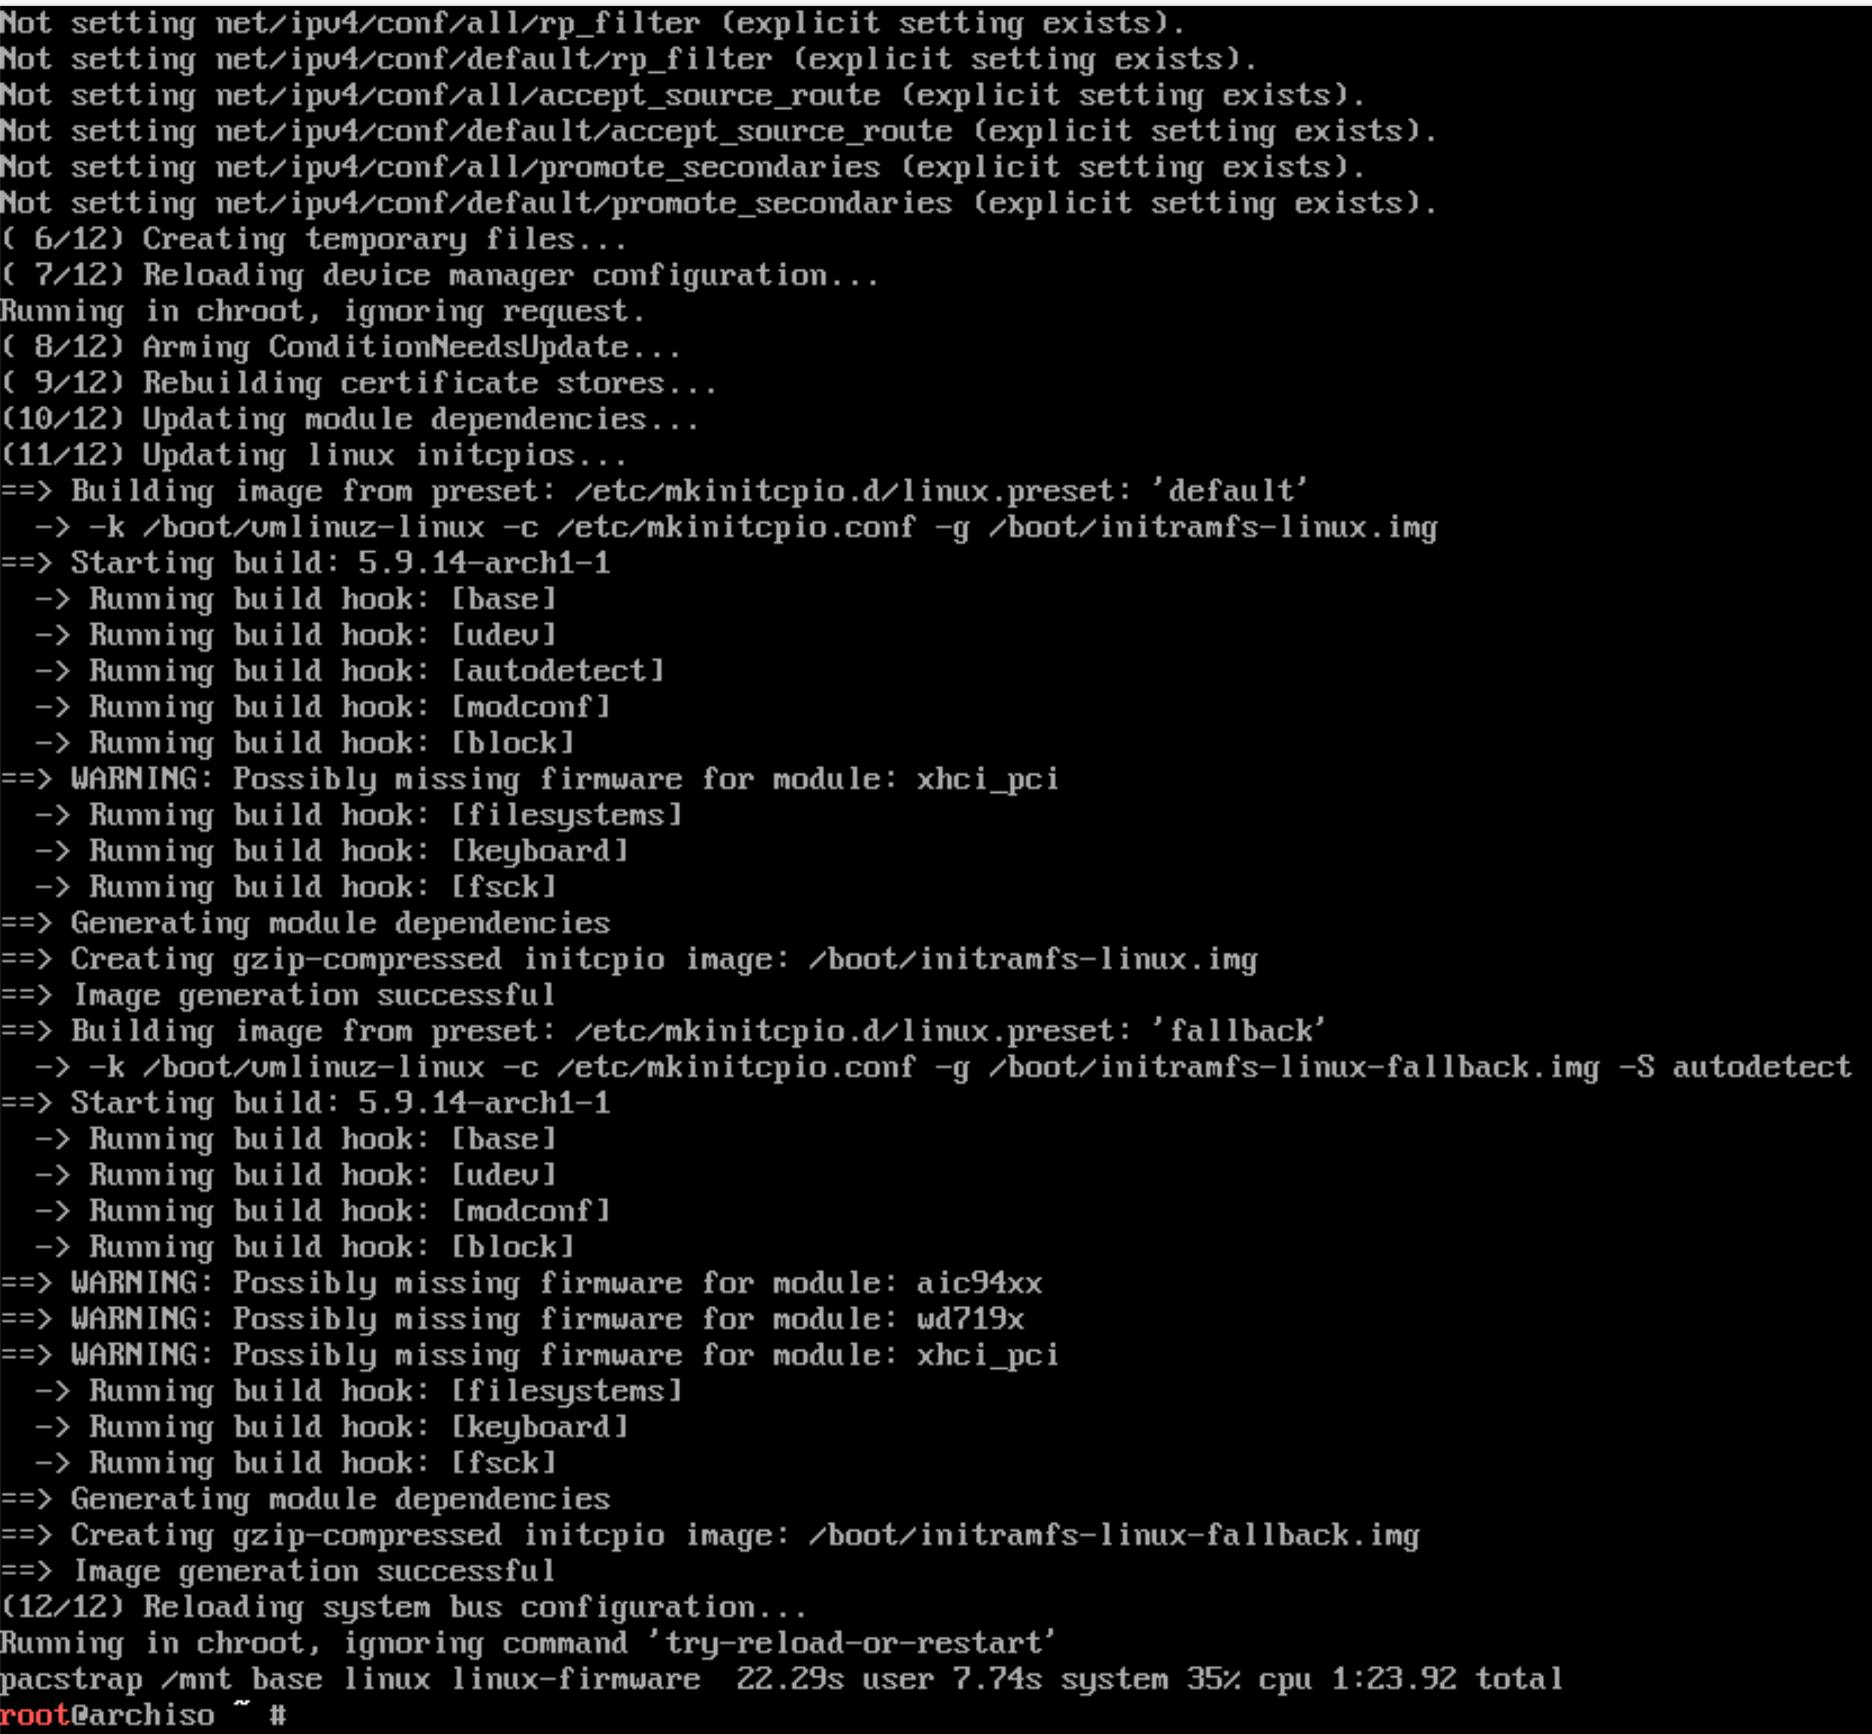 Not setting net/ipv4/conf/all/rp_filter (explicit setting exists).
Not setting net/ipv4/conf/default/rp_filter (explicit setting exists).
Not setting net/ipv4/conf/all/accept_source_route (explicit setting exists).
Not setting net/ipv4/conf/default/accept_source_route (explicit setting exists).
Not setting net/ipv4/conf/all/promote_secondaries (explicit setting exists).
Not setting net/ipv4/conf/default/promote_secondaries (explicit setting exists).
( 6/12) Creating temporary files...
( 7/12) Reloading device manager configuration...
Running in chroot, ignoring request.
( 8/12) Arming ConditionNeedsUpdate...
( 9/12) Rebuilding certificate stores...
(10/12) Updating module dependencies...
(11/12) Updating linux initcpios...
==> Building image from preset: /etc/mkinitcpio.d/linux.preset: 'default'
  -> -k /boot/vmlinuz-linux -c /etc/mkinitcpio.conf -g /boot/initramfs-linux.img
==> Starting build: 5.9.14-arch1-1
  -> Running build hook: [base]
  -> Running build hook: [udev]
  -> Running build hook: [autodetect]
  -> Running build hook: [modconf]
  -> Running build hook: [block]
==> WARNING: Possibly missing firmware for module: xhci_pci
  -> Running build hook: [filesystems]
  -> Running build hook: [keyboard]
  -> Running build hook: [fsck]
==> Generating module dependencies
==> Creating gzip-compressed initcpio image: /boot/initramfs-linux.img
==> Image generation successful
==> Building image from preset: /etc/mkinitcpio.d/linux.preset: 'fallback'
  -> -k /boot/vmlinuz-linux -c /etc/mkinitcpio.conf -g /boot/initramfs-linux-fallback.img -S autodetect
==> Starting build: 5.9.14-arch1-1
  -> Running build hook: [base]
  -> Running build hook: [udev]
  -> Running build hook: [modconf]
  -> Running build hook: [block]
==> WARNING: Possibly missing firmware for module: aic94xx
==> WARNING: Possibly missing firmware for module: wd719x
==> WARNING: Possibly missing firmware for module: xhci_pci
  -> Running build hook: [filesystems]
  -> Running build hook: [keyboard]
  -> Running build hook: [fsck]
==> Generating module dependencies
==> Creating gzip-compressed initcpio image: /boot/initramfs-linux-fallback.img
==> Image generation successful
(12/12) Reloading system bus configuration...
Running in chroot, ignoring command 'try-reload-or-restart'
pacstrap /mnt base linux linux-firmware  22.29s user 7.74s system 35% cpu 1:23.92 total
root@archiso ~ #